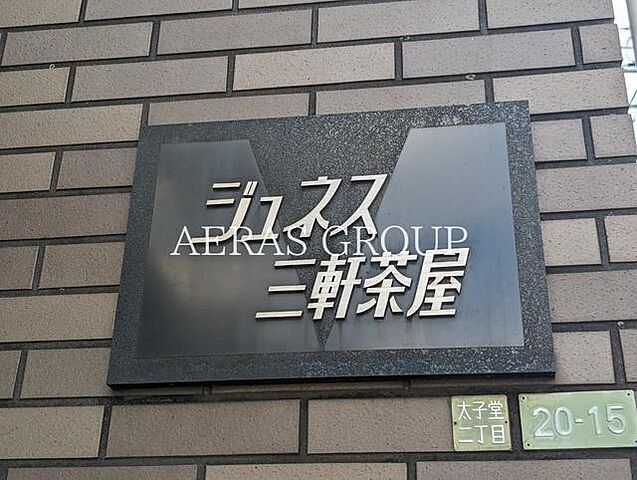 ジュネス
AERAS GROUP
三軒茶屋
太子堂
二丁目
20-15